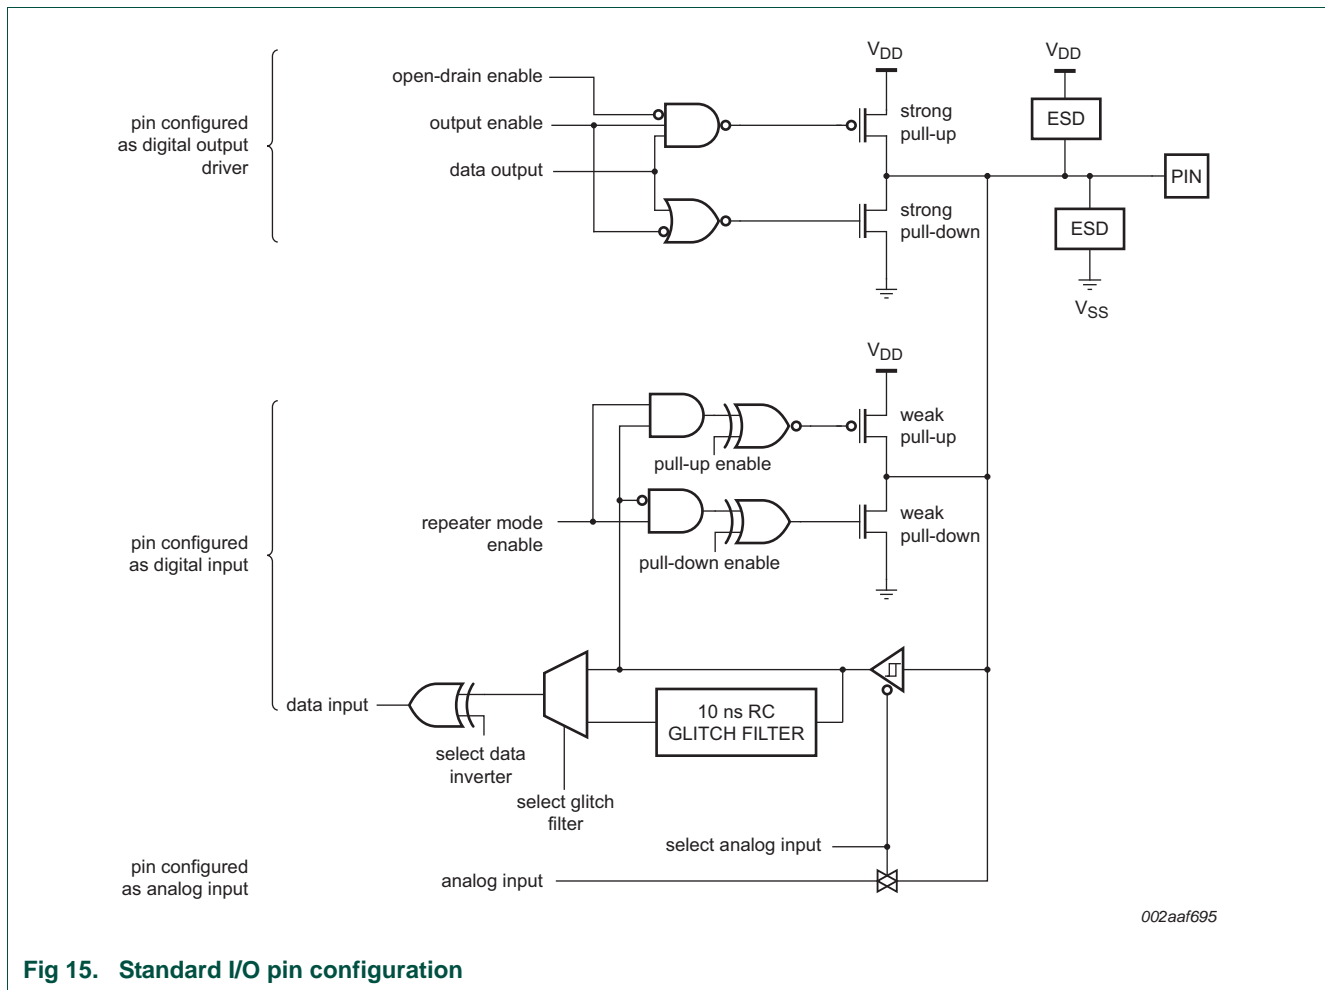 VDD
VDD
open-drain enable
output enable
data output
pin configured
as digital output
driver
strong
pull-up
ESD
PIN
strong
pull-down
ESD
VSS
VDD
weak
pull-up
pull-up enable
repeater mode
enable
pull-down enable
weak
pull-down
pin configured
as digital input
data input
select data
inverter
10 ns RC
GLITCH FILTER
select glitch
filter
select analog input
pin configured
as analog input
analog input
002aaf695
Fig 15. Standard I/O pin configuration